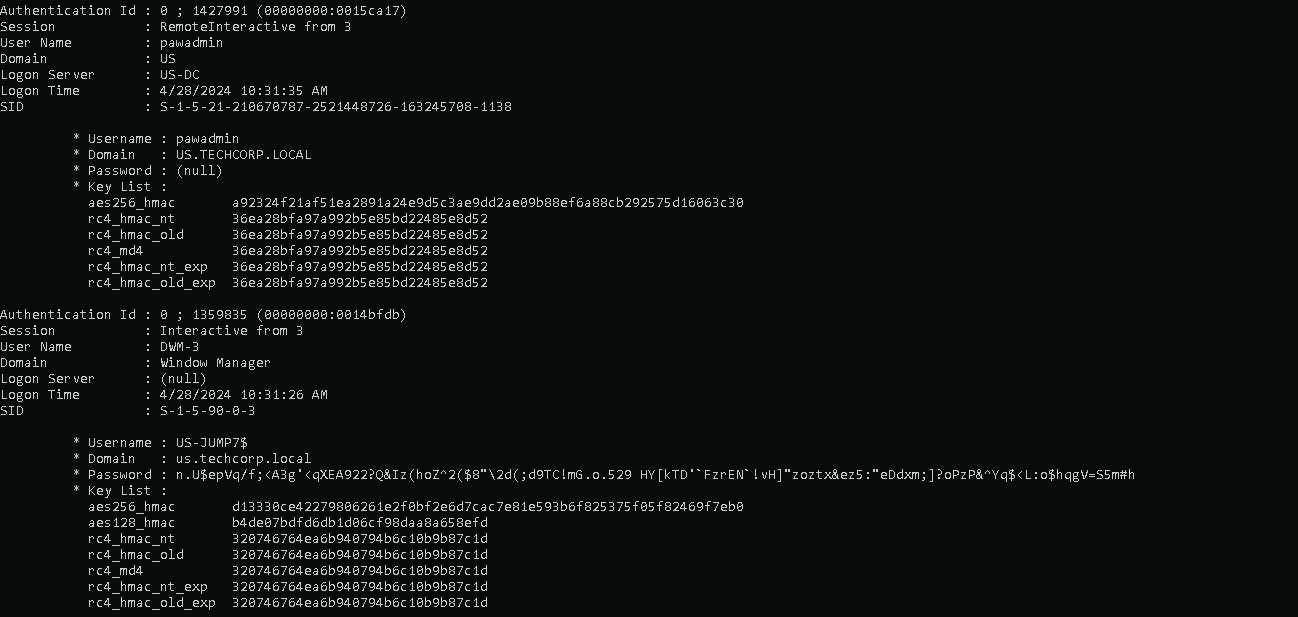 Authentication Id : 0 ; 1427991 (00000000:0015ca17)
Session           : RemoteInteractive from 3
User Name         : pawadmin
Domain            : US
Logon Server      : US-DC
Logon Time        : 4/28/2024 10:31:35 AM
SID               : S-1-5-21-210670787-2521448726-163245708-1138

         * Username : pawadmin
         * Domain   : US.TECHCORP.LOCAL
         * Password : (null)
         * Key List :
           aes256_hmac       a92324f21af51ea2891a24e9d5c3ae9dd2ae09b88ef6a88cb292575d16063c30
           rc4_hmac_nt       36ea28bfa97a992b5e85bd22485e8d52
           rc4_hmac_old      36ea28bfa97a992b5e85bd22485e8d52
           rc4_md4           36ea28bfa97a992b5e85bd22485e8d52
           rc4_hmac_nt_exp   36ea28bfa97a992b5e85bd22485e8d52
           rc4_hmac_old_exp  36ea28bfa97a992b5e85bd22485e8d52

Authentication Id : 0 ; 1359835 (00000000:0014bfdb)
Session           : Interactive from 3
User Name         : DWM-3
Domain            : Window Manager
Logon Server      : (null)
Logon Time        : 4/28/2024 10:31:26 AM
SID               : S-1-5-90-0-3

         * Username : US-JUMP7$
         * Domain   : us.techcorp.local
         * Password : n.U$epVq/f;<A3g'<qXEA922?Q&Iz(hoZ^2($8"\2d(;d9TC!mG.o.529 HY[kTD'`FzrEN`!vH]"zoztx&ez5:"eDdxm;]?oPzP&^Yq$<L:o$hqgV=S5m#h
         * Key List :
           aes256_hmac       d13330ce42279806261e2f0bf2e6d7cac7e81e593b6f825375f05f82469f7eb0
           aes128_hmac       b4de07bdfd6db1d06cf98daa8a658efd
           rc4_hmac_nt       320746764ea6b940794b6c10b9b87c1d
           rc4_hmac_old      320746764ea6b940794b6c10b9b87c1d
           rc4_md4           320746764ea6b940794b6c10b9b87c1d
           rc4_hmac_nt_exp   320746764ea6b940794b6c10b9b87c1d
           rc4_hmac_old_exp  320746764ea6b940794b6c10b9b87c1d